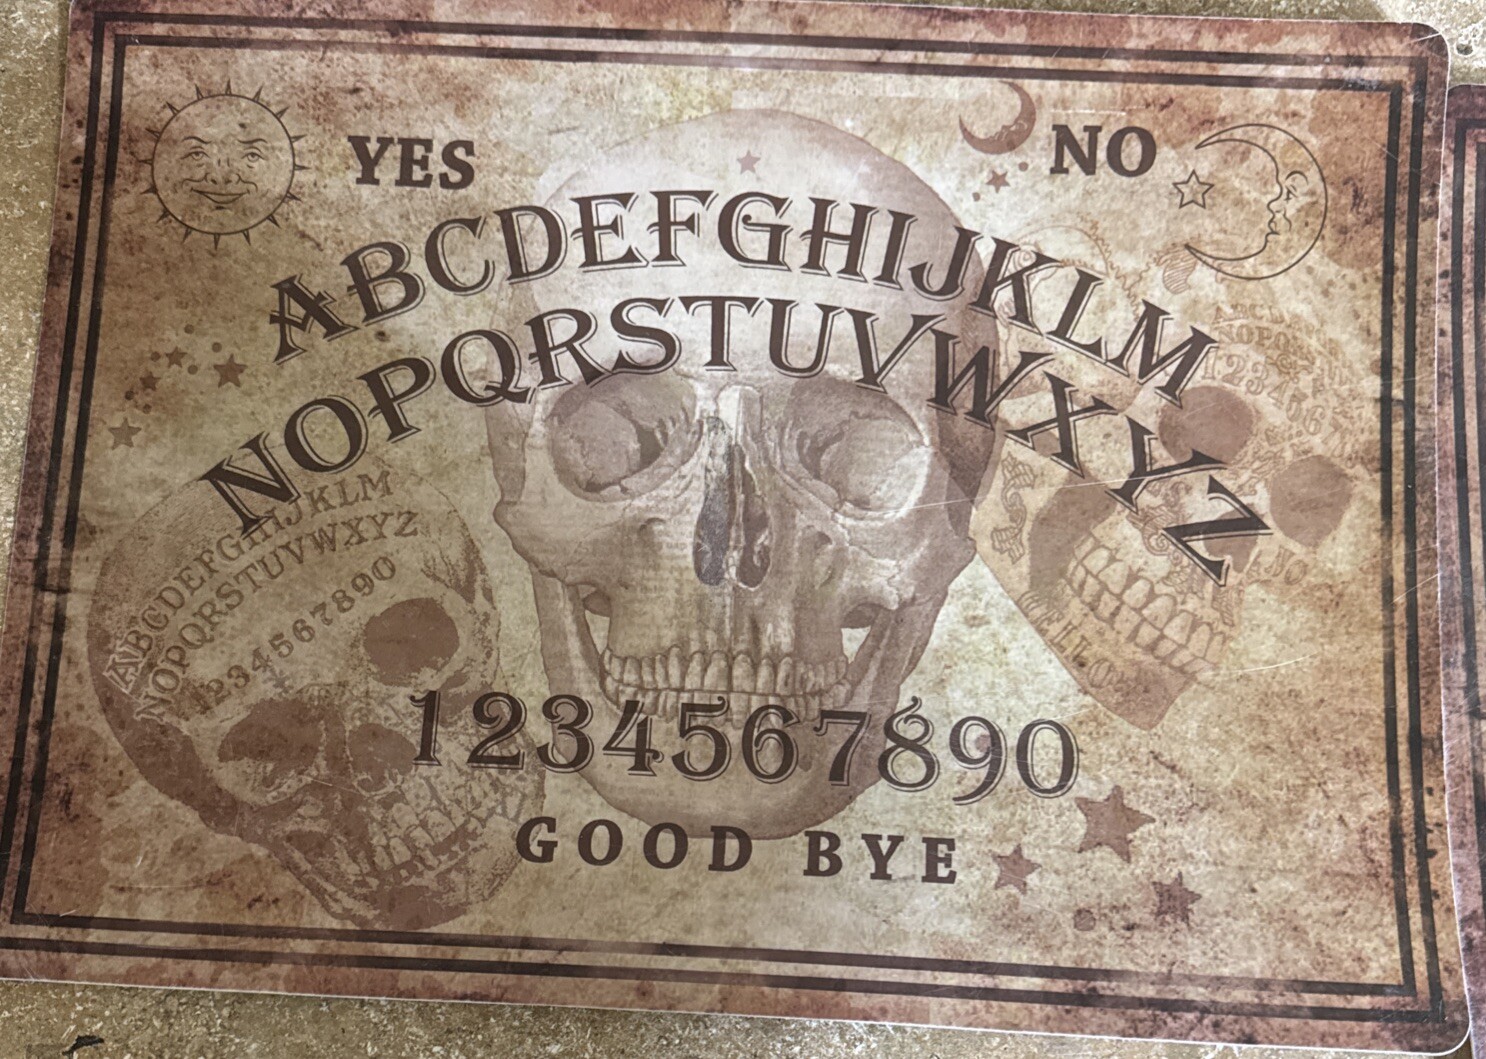 YES NO
ABCDEFGHIJKLM
NOPQRSTUVWXYZ
ABCDEFGHIJKLM
NOPQRSTUVWXYZ
1234567890
1234567890
GOOD BYE